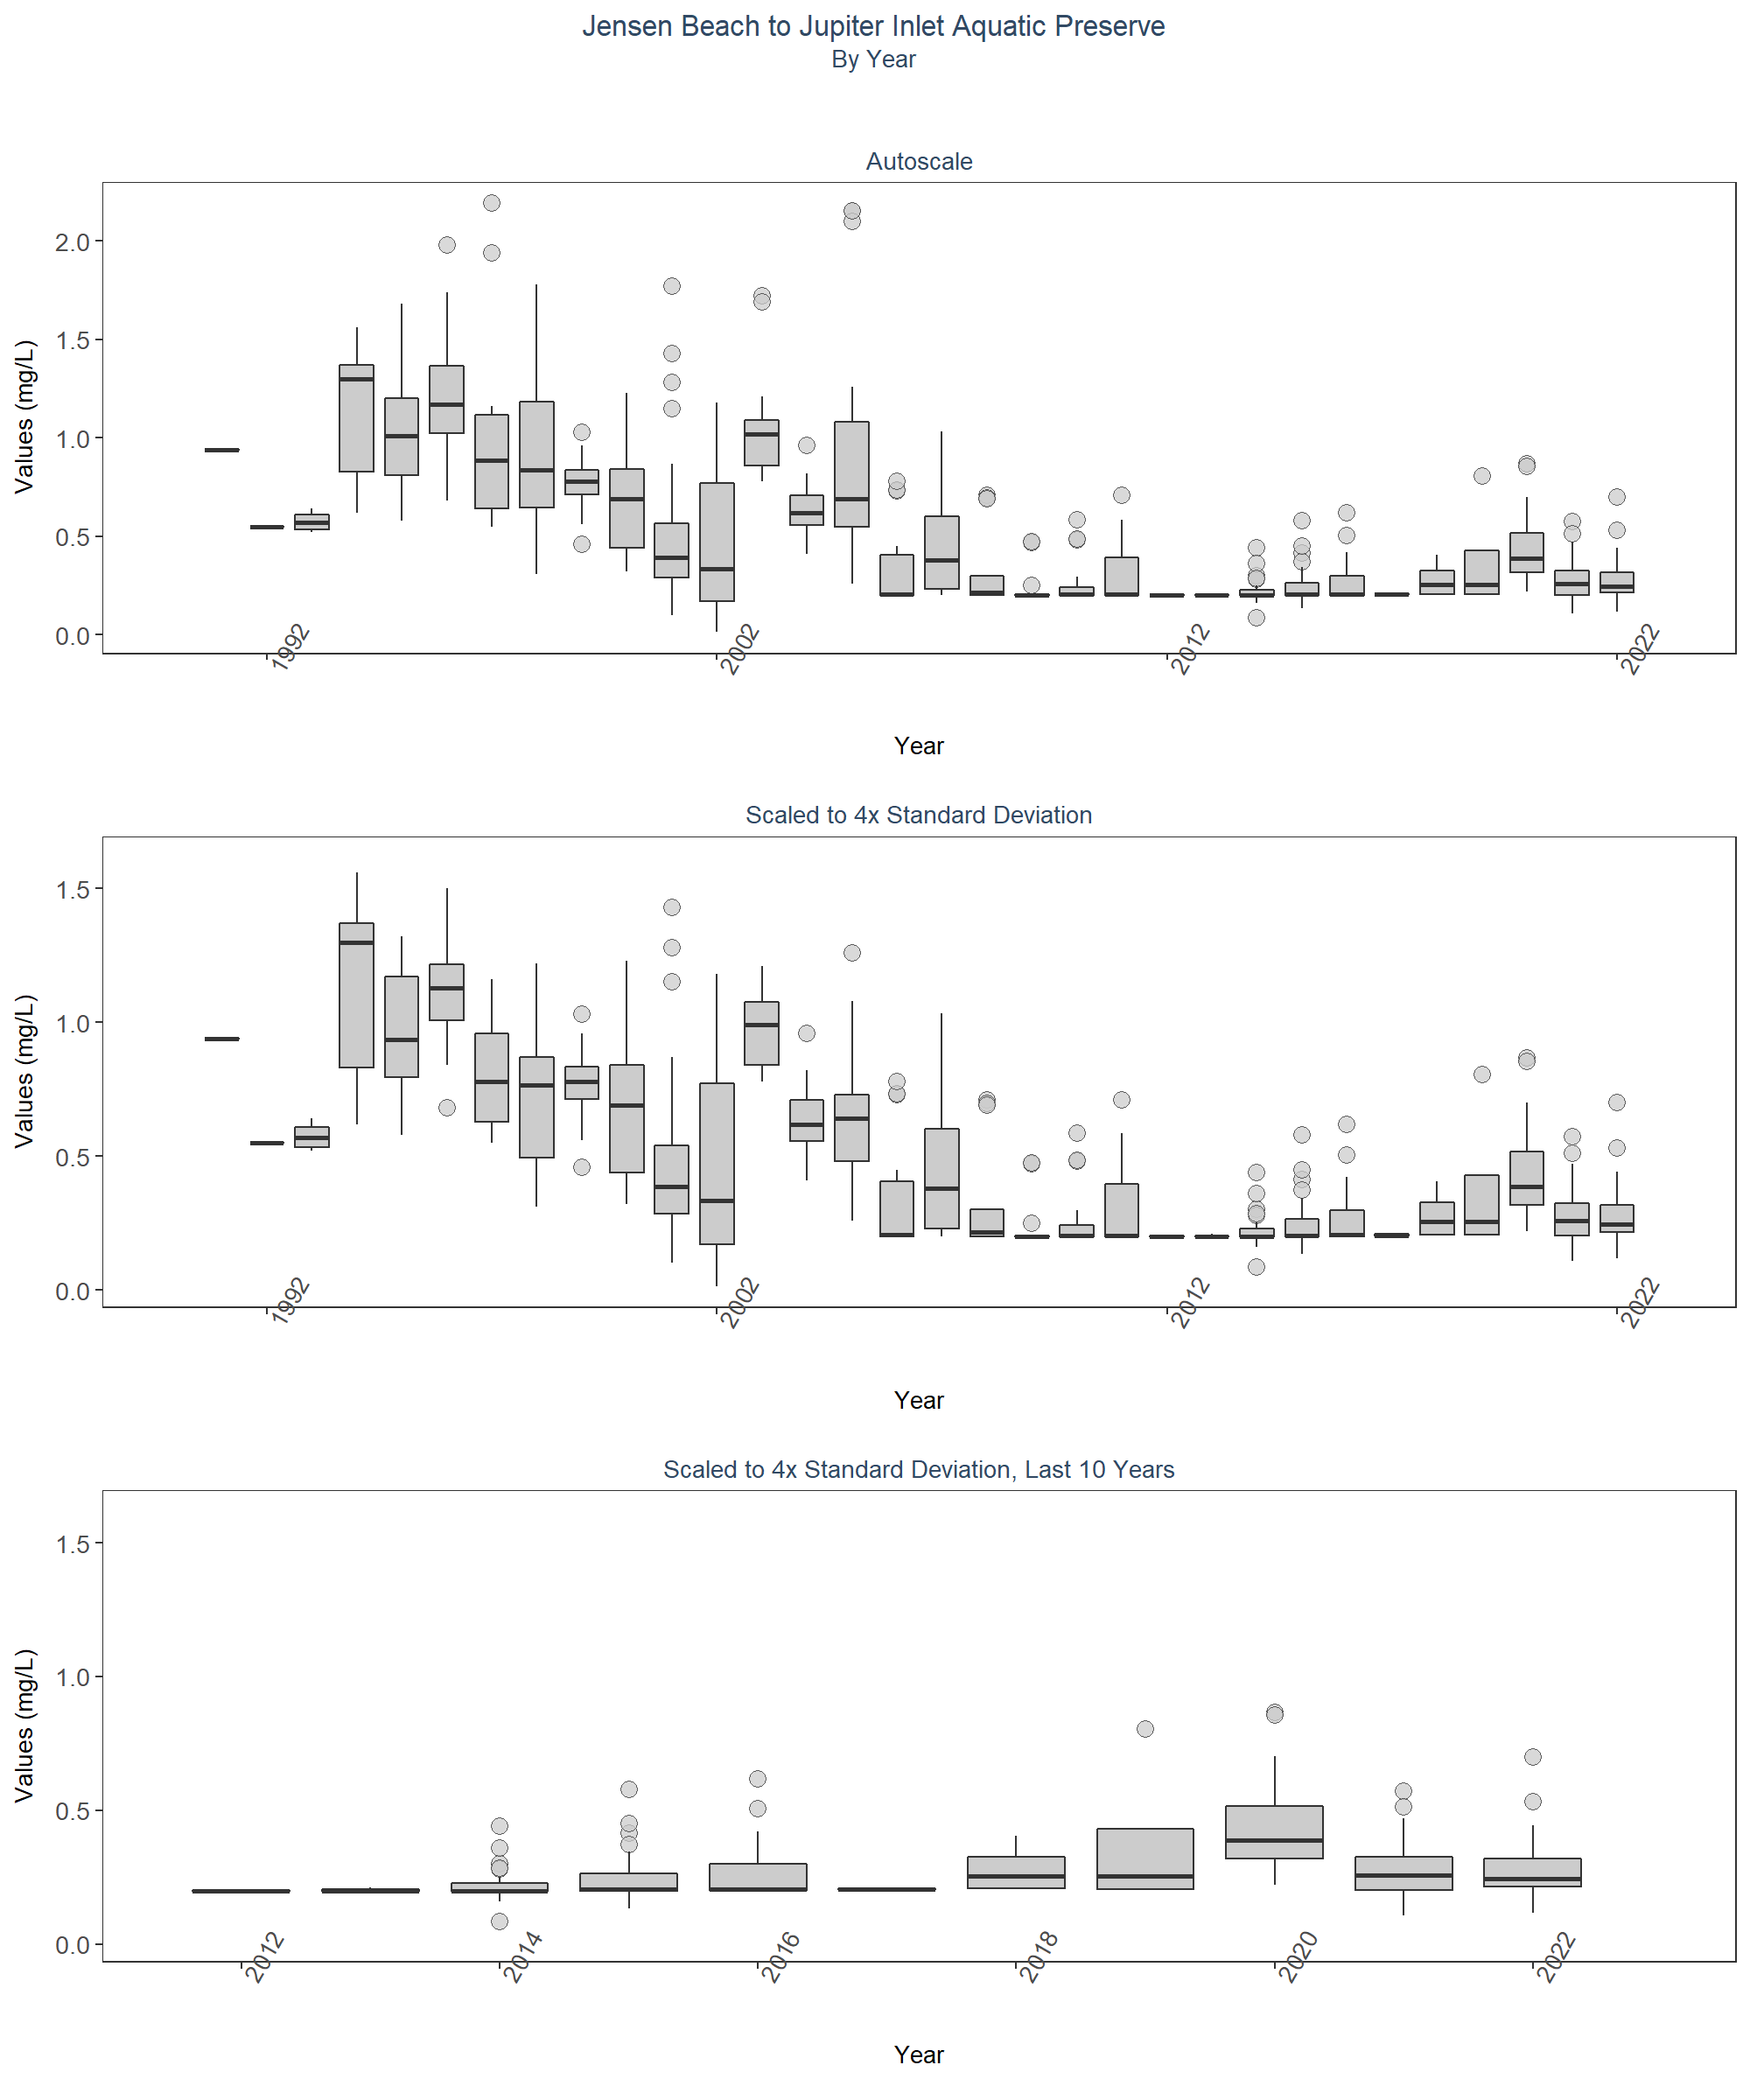 Jensen Beach to Jupiter Inlet Aquatic Preserve
By Year
Autoscale
Values (mg/L)
2.0
1.5
1.0
0.5
0.0
1992
2002
2012
2022
Year
Scaled to 4x Standard Deviation
Values (mg/L)
1.5
1.0
0.5
0.0
1992
2002
2012
2022
Year
Scaled to 4x Standard Deviation, Last 10 Years
Values (mg/L)
1.5
1.0
0.5
0.0
2012
2014
2016
2018
2020
2022
Year